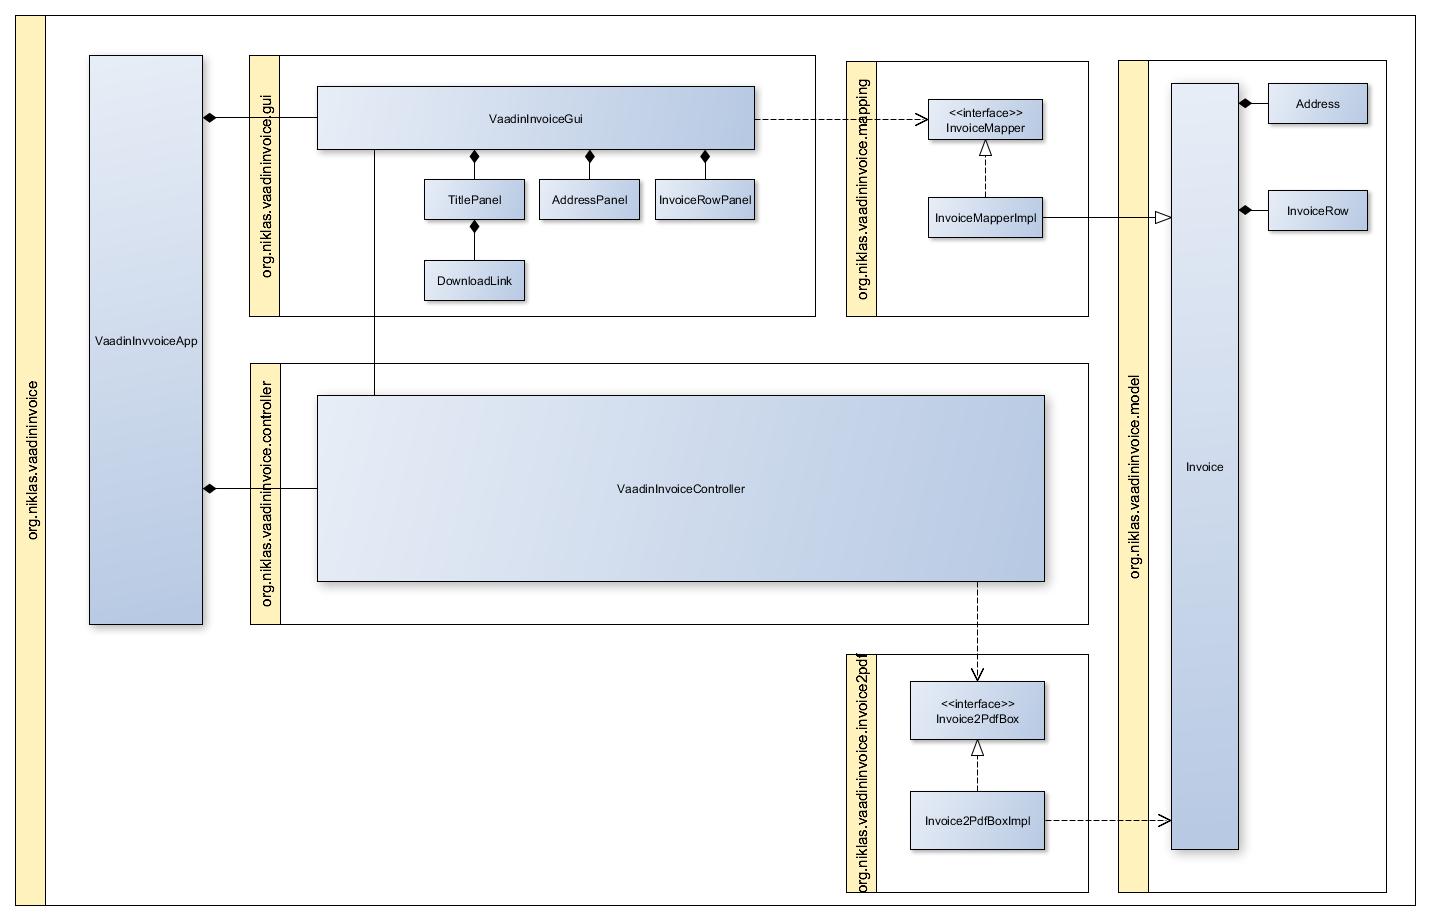 org.niklas.vaadininvoice
VaadinInvvoiceApp
org.niklas.vaadininvoice.gui
VaadinInvoiceGui
TitlePanel
AddressPanel
InvoiceRowPanel
DownloadLink
org.niklas.vaadininvoice.mapping
<<interface>>
InvoiceMapper
InvoiceMapperImpl
org.niklas.vaadininvoice.model
Invoice
Address
InvoiceRow
org.niklas.vaadininvoice.controller
VaadinInvoiceController
org.niklas.vaadininvoice.invoice2pdf
<<interface>>
Invoice2PdfBox
Invoice2PdfBoxImpl